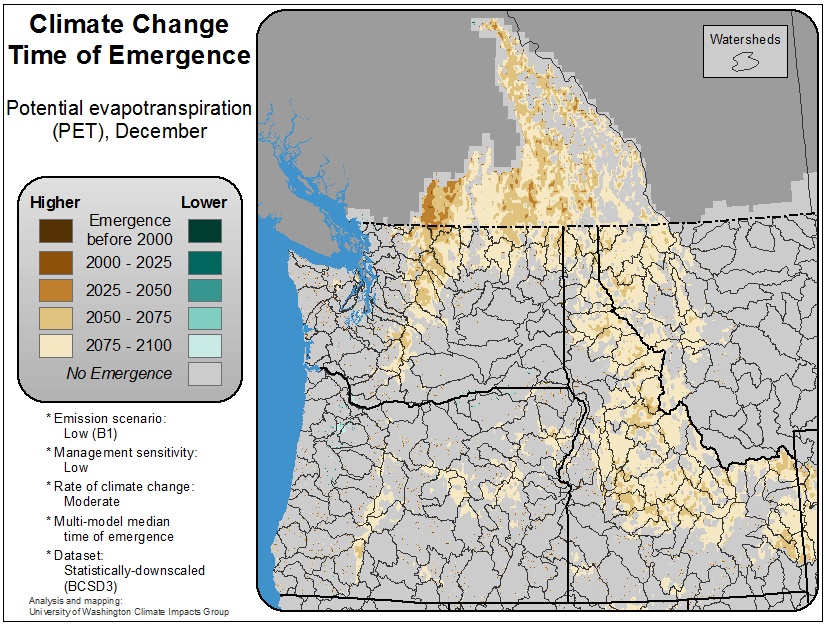 Climate Change
Time of Emergence
Potential evapotranspiration
(PET), December
Higher
Lower
Emergence
before 2000
2000 - 2025
2025 - 2050
2050 - 2075
2075 - 2100
No Emergence
* Emission scenario:
Low (B1)
* Management sensitivity:
Low
* Rate of climate change:
Moderate
* Multi-model median
time of emergence
* Dataset:
Statistically-downscaled
(BCSD3)
Analysis and mapping:
University of Washington Climate Impacts Group
Watersheds